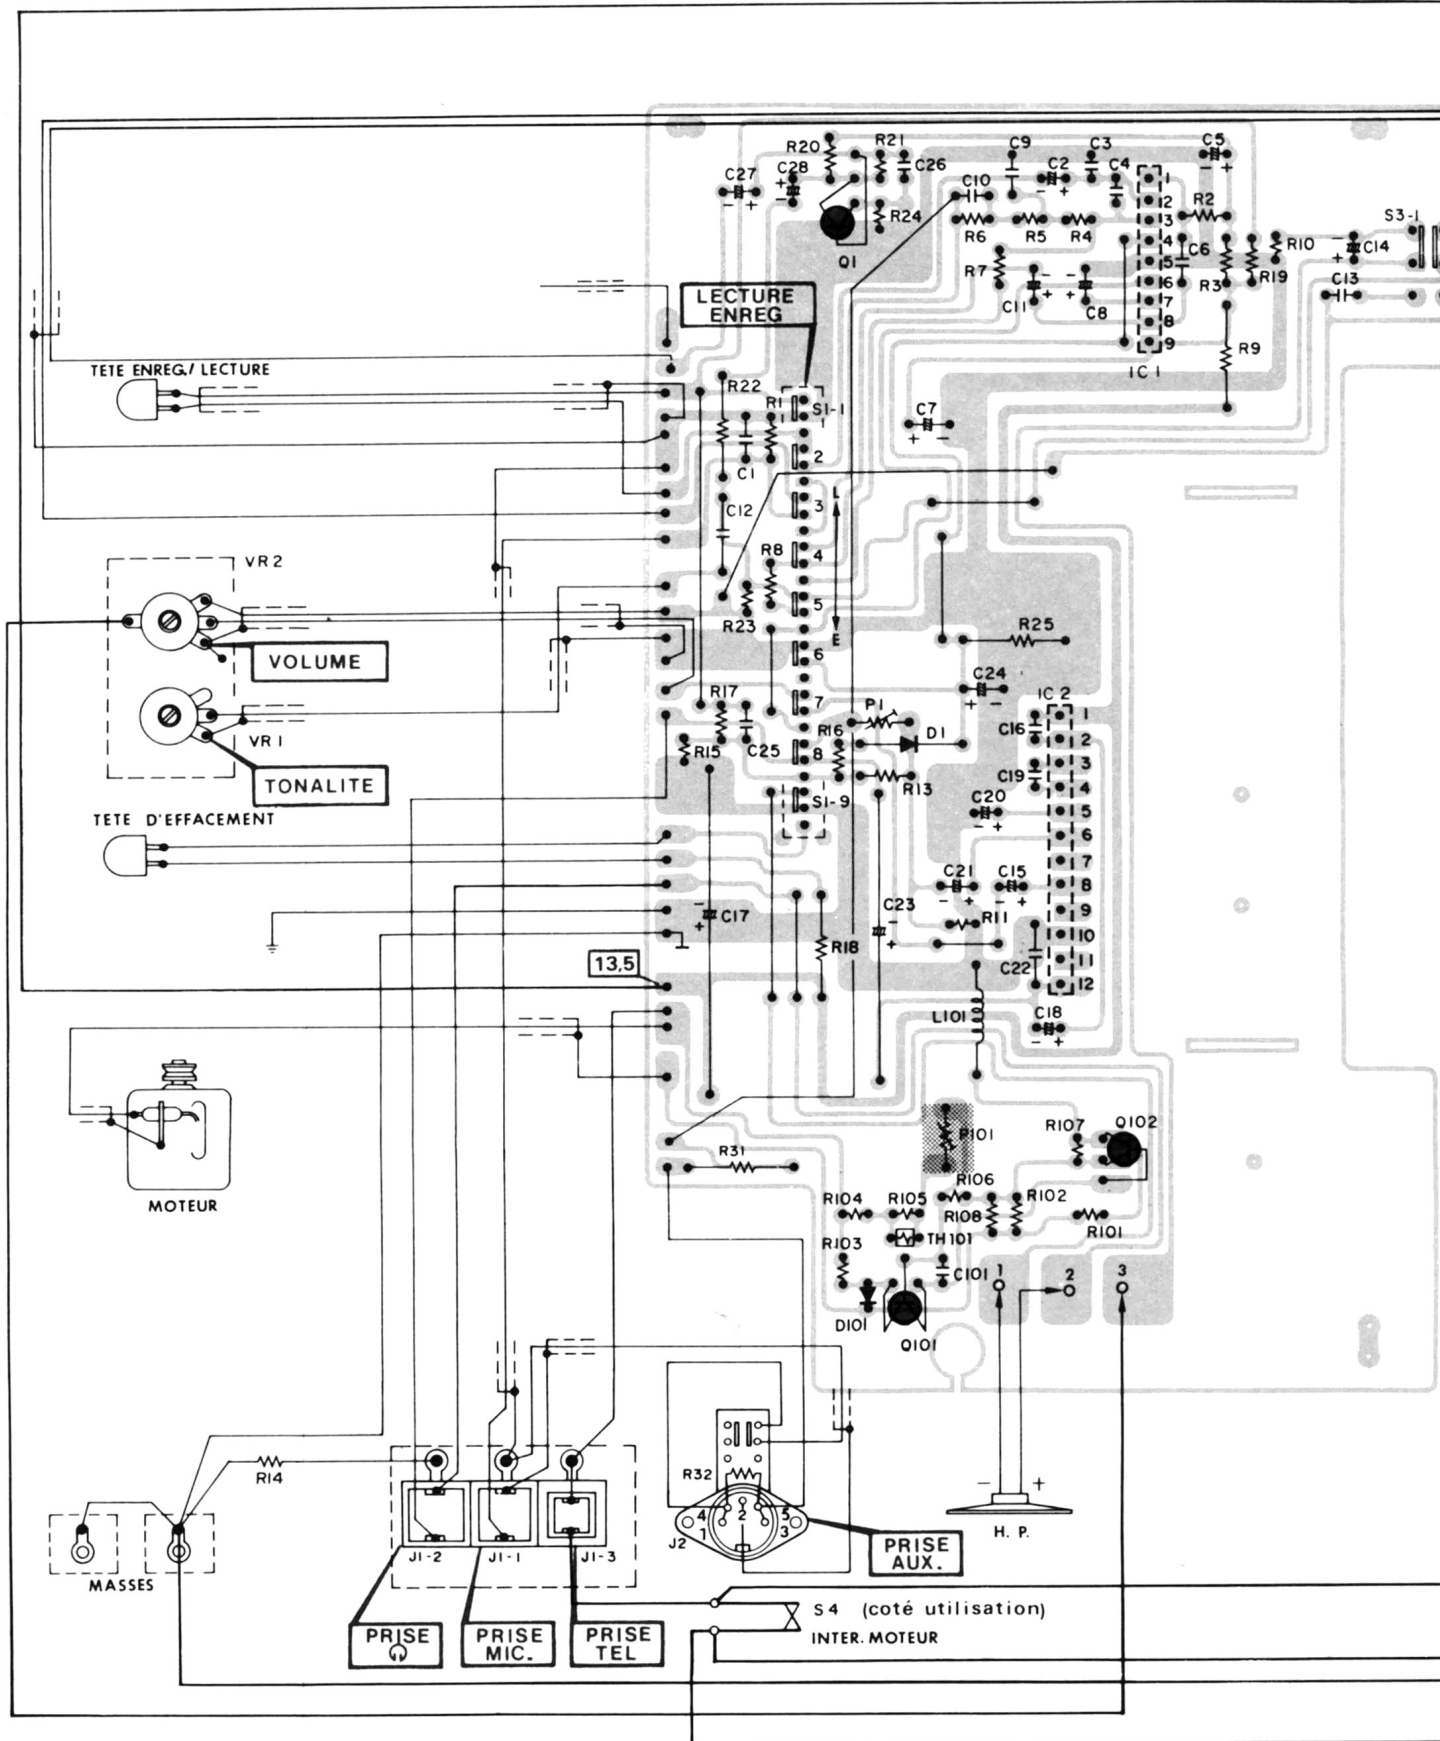 R20
R21
C9
C3
C5
C27
C28
C26
C2
C4
C10
R24
R6
R5
R4
R2
Q1
R7
C6
R10
C14
S3-1
C11
C8
R3
R19
C13
R9
IC 1
1
2
3
4
5
6
7
8
9
LECTURE
ENREG
TETE ENREG./ LECTURE
R22
R1
S1-1
C7
C1
2
3
C12
L
R8
4
5
E
R23
6
R25
VR 2
VOLUME
C24
IC 2
R17
7
P1
C16
VR 1
R15
C25
R16
8
D1
C19
R13
TONALITE
S1-9
C20
TETE D'EFFACEMENT
C21
C15
C17
C23
R11
R18
C22
1
2
3
4
5
6
7
8
9
10
11
12
13,5
L101
C18
P101
R107
Q102
R31
MOTEUR
R106
R104
R105
R108
R102
R101
R103
TH101
C101
1
2
3
D101
Q101
R14
R32
4
1
2
5
3
J2
- +
H. P.
MASSES
J1-2
J1-1
J1-3
PRISE
AUX.
PRISE
PRISE
MIC.
PRISE
TEL
S 4 (coté utilisation)
INTER. MOTEUR